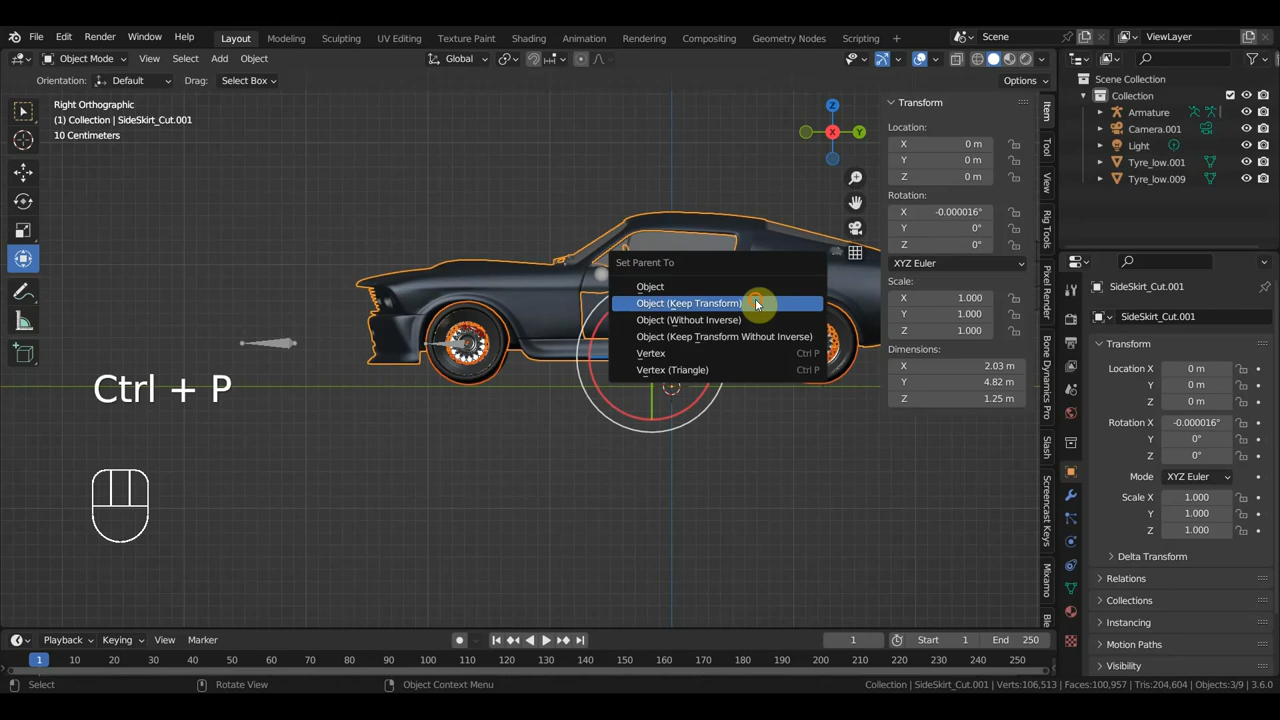 File Edit Render Window Help Layout Modeling Sculpting UV Editing Texture Paint Shading Animation Rendering Compositing Geometry Nodes Scripting + Scene ViewLayer
Object Mode View Select Add Object Global Options
Orientation: Default Drag: Select Box
Right Orthographic
(1) Collection | SideSkirt_Cut.001
10 Centimeters
Z
X
Y
Transform
Location:
X 0 m
Y 0 m
Z 0 m
Rotation:
X -0.000016°
Y 0°
Z 0°
XYZ Euler
Scale:
X 1.000
Y 1.000
Z 1.000
Dimensions:
X 2.03 m
Y 4.82 m
Z 1.25 m
Item
Tool
View
Rig Tools
Pixel Render
Bone Dynamics Pro
Slash
Screencast Keys
Mixamo
Scene Collection
Collection
Armature
Camera.001
Light
Tyre_low.001
Tyre_low.009
SideSkirt_Cut.001
SideSkirt_Cut.001
Transform
Location X 0 m
Y 0 m
Z 0 m
Rotation X -0.000016°
Y 0°
Z 0°
Mode XYZ Euler
Scale X 1.000
Y 1.000
Z 1.000
Delta Transform
Relations
Collections
Instancing
Motion Paths
Visibility
Set Parent To
Object
Object (Keep Transform)
Object (Without Inverse)
Object (Keep Transform Without Inverse)
Vertex Ctrl P
Vertex (Triangle) Ctrl P
Ctrl + P
Playback Keying View Marker 1 Start 1 End 250
1 10 20 30 40 50 60 70 80 90 100 110 120 130 140 150 160 170 180 190 200 210 220 230 240 250
Select Rotate View Object Context Menu Collection | SideSkirt_Cut.001 | Verts:106,513 | Faces:100,957 | Tris:204,604 | Objects:3/9 | 3.6.0